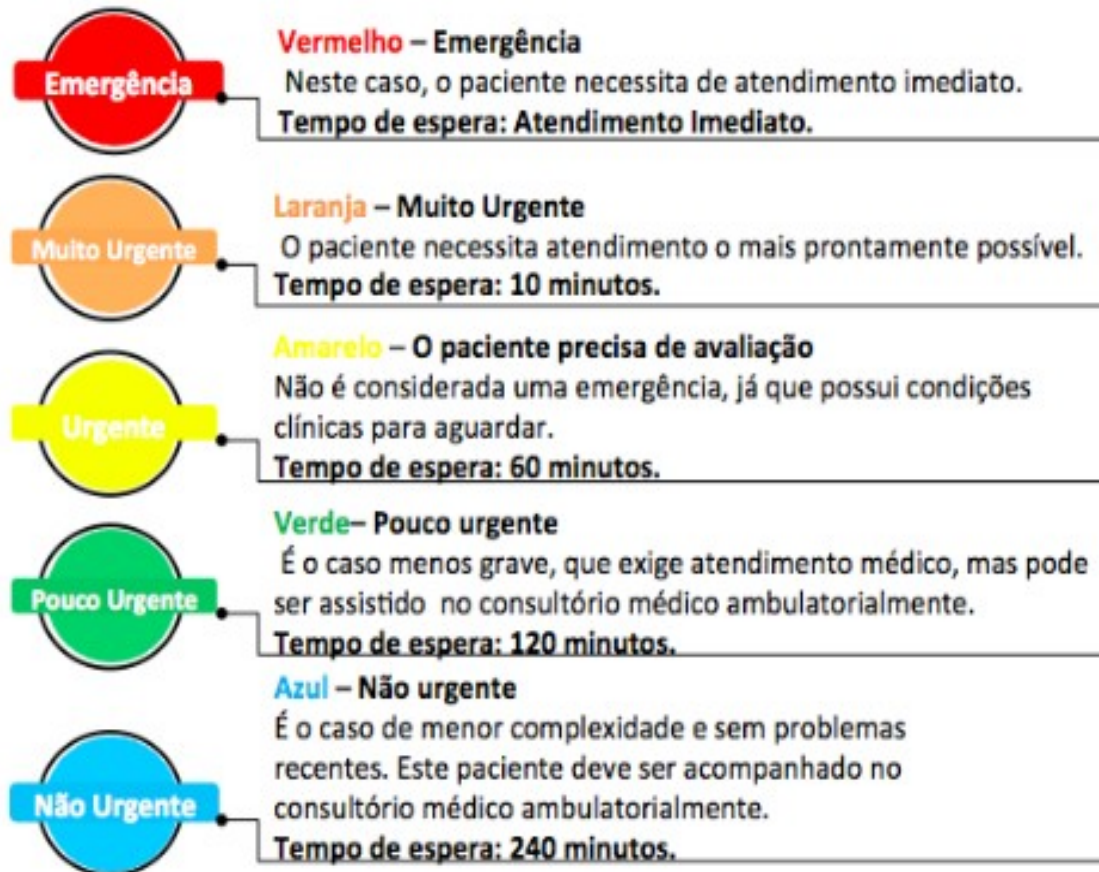 Emergência
Vermelho – Emergência
Neste caso, o paciente necessita de atendimento imediato.
Tempo de espera: Atendimento Imediato.
Muito Urgente
Laranja – Muito Urgente
O paciente necessita atendimento o mais prontamente possível.
Tempo de espera: 10 minutos.
Urgente
Amarelo – O paciente precisa de avaliação
Não é considerada uma emergência, já que possui condições
clínicas para aguardar.
Tempo de espera: 60 minutos.
Pouco Urgente
Verde– Pouco urgente
É o caso menos grave, que exige atendimento médico, mas pode
ser assistido no consultório médico ambulatorialmente.
Tempo de espera: 120 minutos.
Não Urgente
Azul – Não urgente
É o caso de menor complexidade e sem problemas
recentes. Este paciente deve ser acompanhado no
consultório médico ambulatorialmente.
Tempo de espera: 240 minutos.